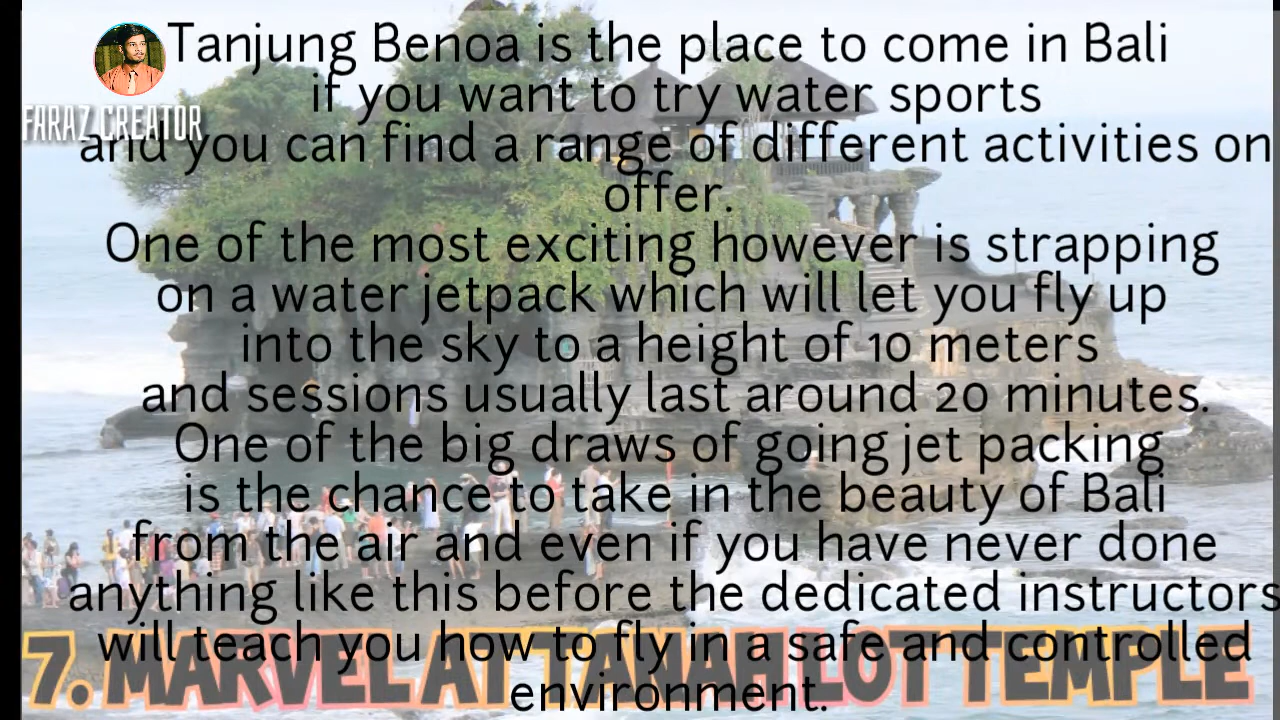 Tanjung Benoa is the place to come in Bali
if you want to try water sports
FARAZ CREATOR
and you can find a range of different activities on
offer.
One of the most exciting however is strapping
on a water jetpack which will let you fly up
into the sky to a height of 10 meters
and sessions usually last around 20 minutes.
One of the big draws of going jet packing
is the chance to take in the beauty of Bali
from the air and even if you have never done
anything like this before the dedicated instructors
will teach you how to fly in a safe and controlled
environment.
7. MARVEL AT TANAH LOT TEMPLE